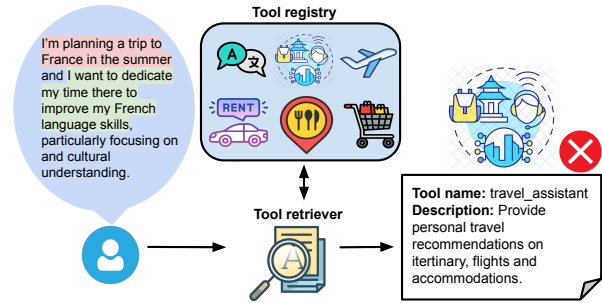 Tool registry
I'm planning a trip to
France in the summer
and I want to dedicate
my time there to
improve my French
language skills,
particularly focusing on
and cultural
understanding.
A
文
RENT
Tool retriever
A
Tool name: travel_assistant
Description: Provide
personal travel
recommendations on
itertinary, flights and
accommodations.